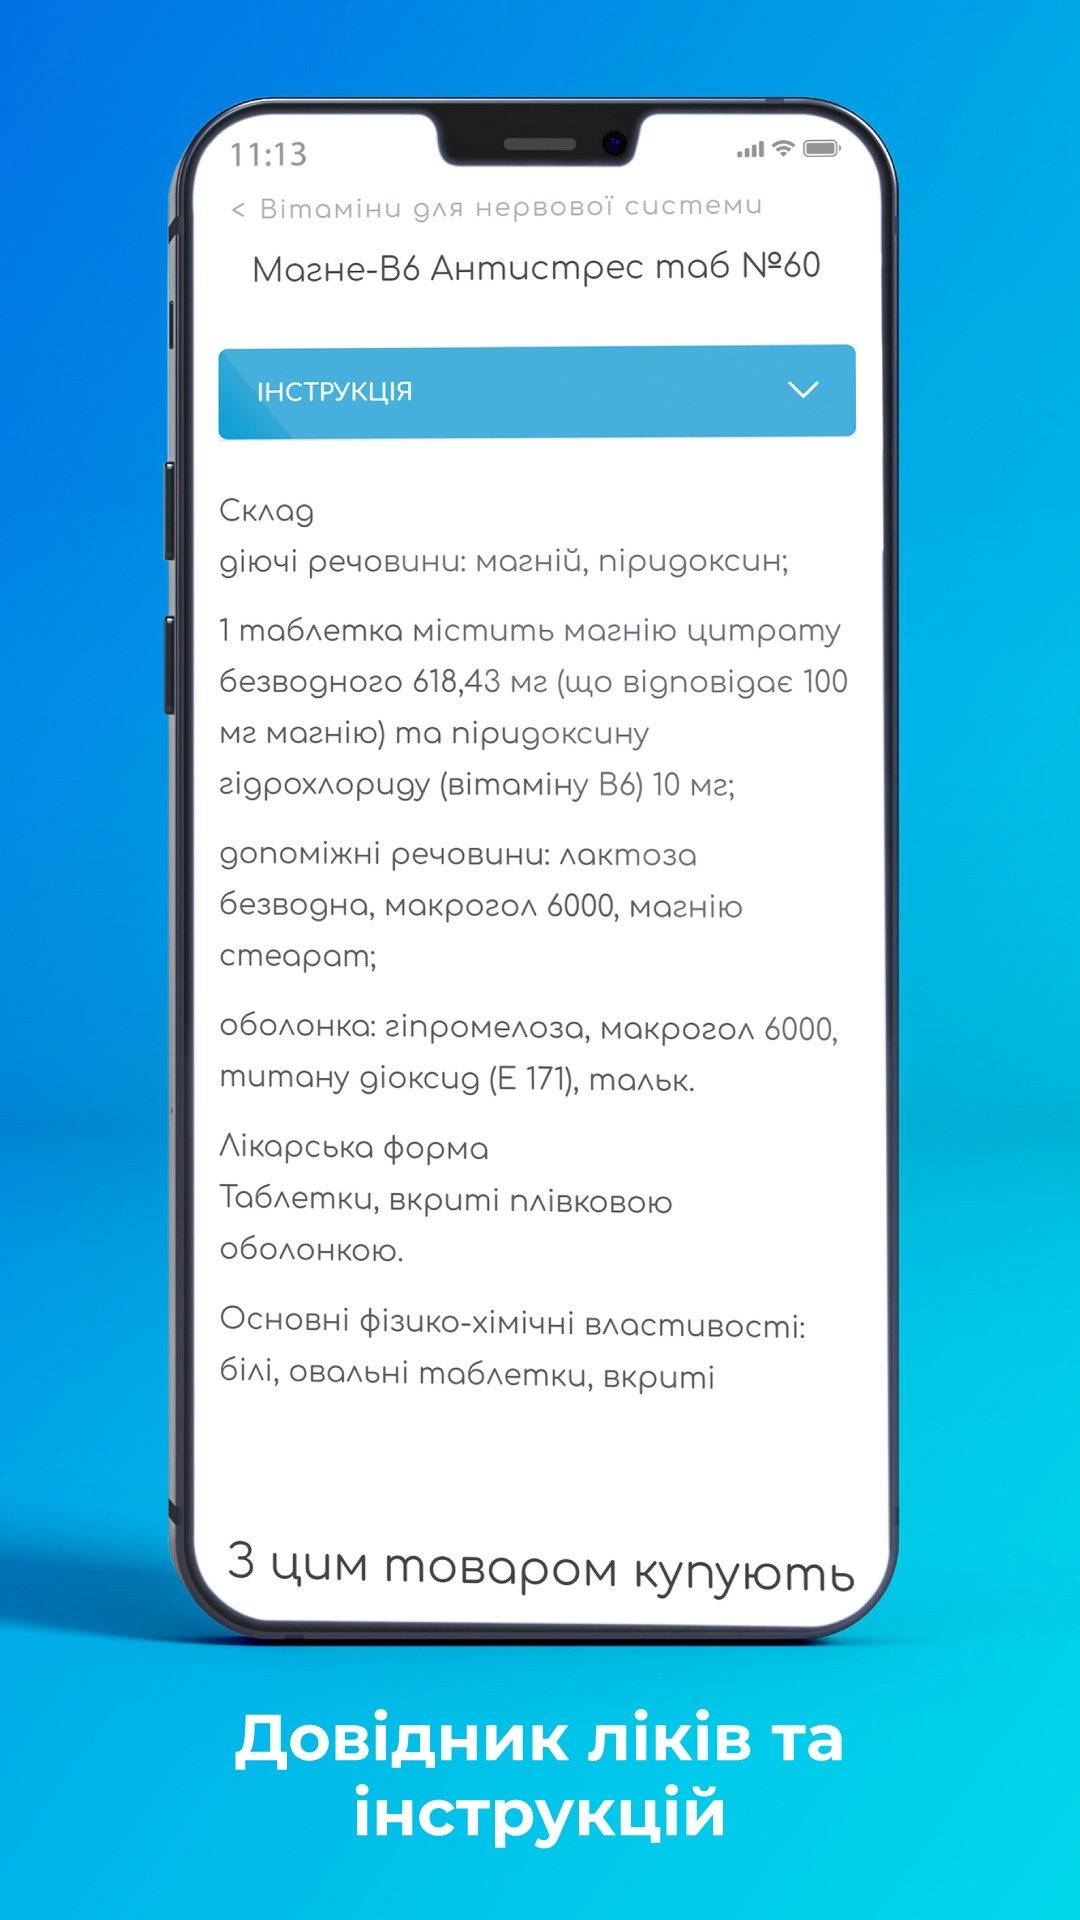 11:13
< Вітаміни для нервової системи
Магне-В6 Антистрес таб №60
ІНСТРУКЦІЯ
Склад
діючі речовини: магній, піридоксин;
1 таблетка містить магнію цитрату
безводного 618,43 мг (що відповідає 100
мг магнію) та піридоксину
гідрохлориду (вітаміну В6) 10 мг;
допоміжні речовини: лактоза
безводна, макрогол 6000, магнію
стеарат;
оболонка: гіпромелоза, макрогол 6000,
титану діоксид (Е 171), тальк.
Лікарська форма
Таблетки, вкриті плівковою
оболонкою.
Основні фізико-хімічні властивості:
білі, овальні таблетки, вкриті
З цим товаром купують
Довідник ліків та
інструкцій